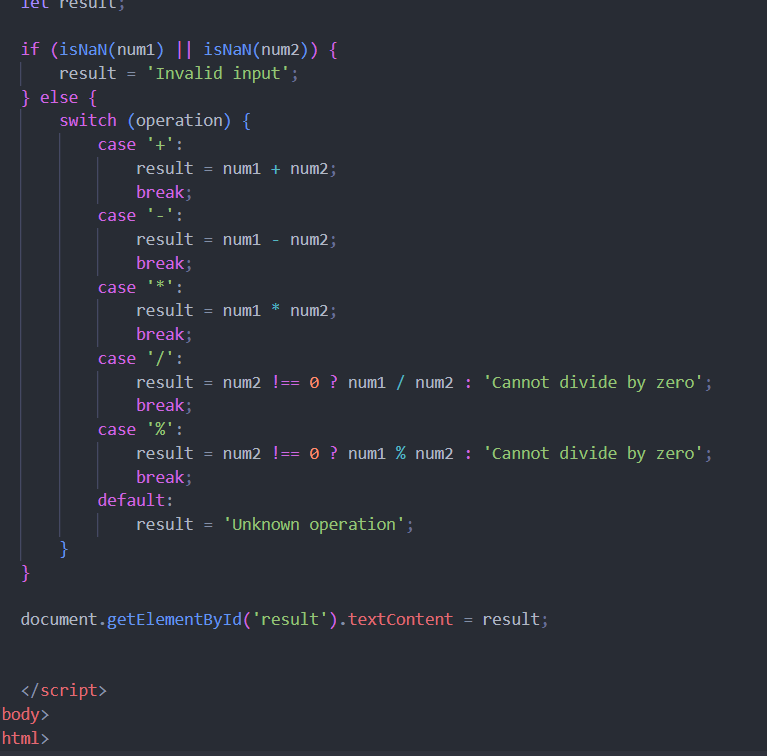 let result;
if (isNaN(num1) || isNaN(num2)) {
result = 'Invalid input';
} else {
switch (operation) {
case '+':
result = num1 + num2;
break;
case '-':
result = num1 - num2;
break;
case '*':
result = num1 * num2;
break;
case '/':
result = num2 !== 0 ? num1 / num2 : 'Cannot divide by zero';
break;
case '%':
result = num2 !== 0 ? num1 % num2 : 'Cannot divide by zero';
break;
default:
result = 'Unknown operation';
}
}
document.getElementById('result').textContent = result;
</script>
body>
html>